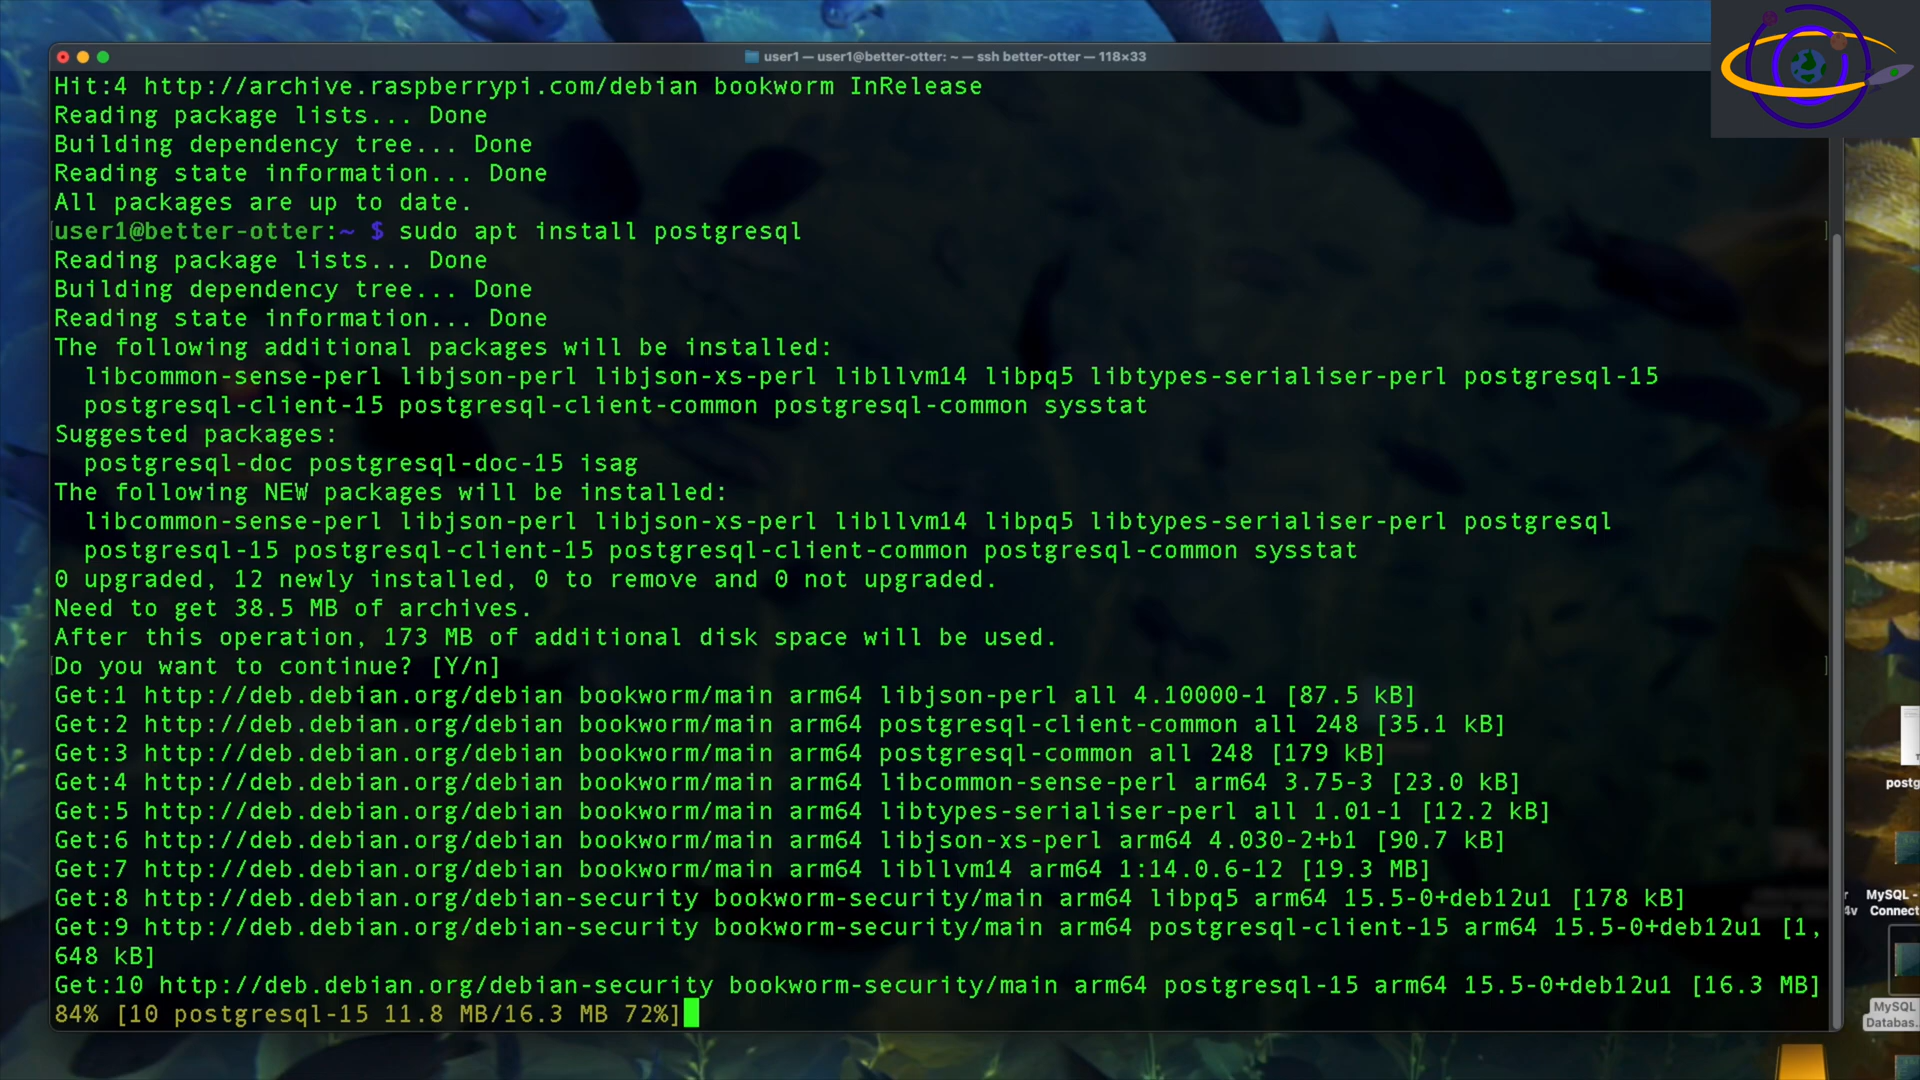 user1 — user1@better-otter: ~ — ssh better-otter — 118×33
Hit:4 http://archive.raspberrypi.com/debian bookworm InRelease
Reading package lists... Done
Building dependency tree... Done
Reading state information... Done
All packages are up to date.
[user1@better-otter:~ $ sudo apt install postgresql ]
Reading package lists... Done
Building dependency tree... Done
Reading state information... Done
The following additional packages will be installed:
  libcommon-sense-perl libjson-perl libjson-xs-perl libllvm14 libpq5 libtypes-serialiser-perl postgresql-15
  postgresql-client-15 postgresql-client-common postgresql-common sysstat
Suggested packages:
  postgresql-doc postgresql-doc-15 isag
The following NEW packages will be installed:
  libcommon-sense-perl libjson-perl libjson-xs-perl libllvm14 libpq5 libtypes-serialiser-perl postgresql
  postgresql-15 postgresql-client-15 postgresql-client-common postgresql-common sysstat
0 upgraded, 12 newly installed, 0 to remove and 0 not upgraded.
Need to get 38.5 MB of archives.
After this operation, 173 MB of additional disk space will be used.
[Do you want to continue? [Y/n] ]
Get:1 http://deb.debian.org/debian bookworm/main arm64 libjson-perl all 4.10000-1 [87.5 kB]
Get:2 http://deb.debian.org/debian bookworm/main arm64 postgresql-client-common all 248 [35.1 kB]
Get:3 http://deb.debian.org/debian bookworm/main arm64 postgresql-common all 248 [179 kB]
Get:4 http://deb.debian.org/debian bookworm/main arm64 libcommon-sense-perl arm64 3.75-3 [23.0 kB]
Get:5 http://deb.debian.org/debian bookworm/main arm64 libtypes-serialiser-perl all 1.01-1 [12.2 kB]
Get:6 http://deb.debian.org/debian bookworm/main arm64 libjson-xs-perl arm64 4.030-2+b1 [90.7 kB]
Get:7 http://deb.debian.org/debian bookworm/main arm64 libllvm14 arm64 1:14.0.6-12 [19.3 MB]
Get:8 http://deb.debian.org/debian-security bookworm-security/main arm64 libpq5 arm64 15.5-0+deb12u1 [178 kB]
Get:9 http://deb.debian.org/debian-security bookworm-security/main arm64 postgresql-client-15 arm64 15.5-0+deb12u1 [1,
648 kB]
Get:10 http://deb.debian.org/debian-security bookworm-security/main arm64 postgresql-15 arm64 15.5-0+deb12u1 [16.3 MB]
84% [10 postgresql-15 11.8 MB/16.3 MB 72%]
postg
MySQL -
4v Connect
MySQL
Databas...